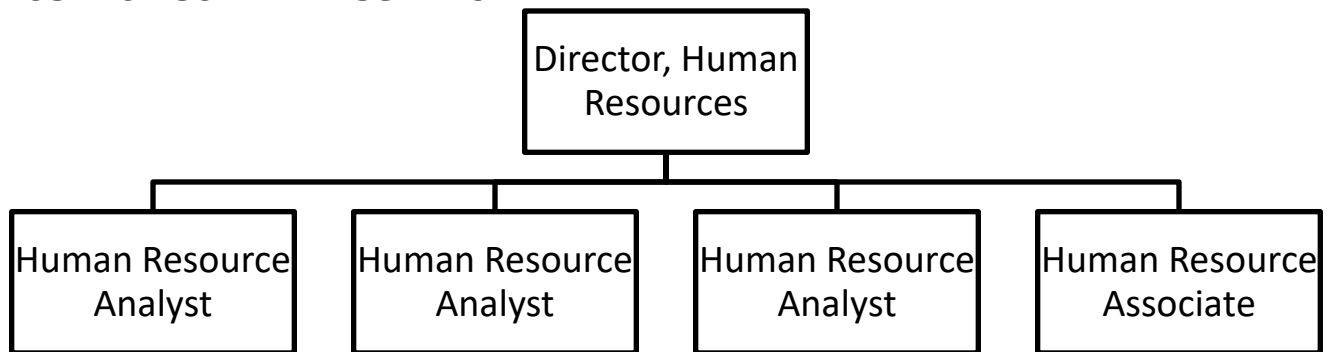 Director, Human
Resources
Human Resource
Analyst
Human Resource
Analyst
Human Resource
Analyst
Human Resource
Associate